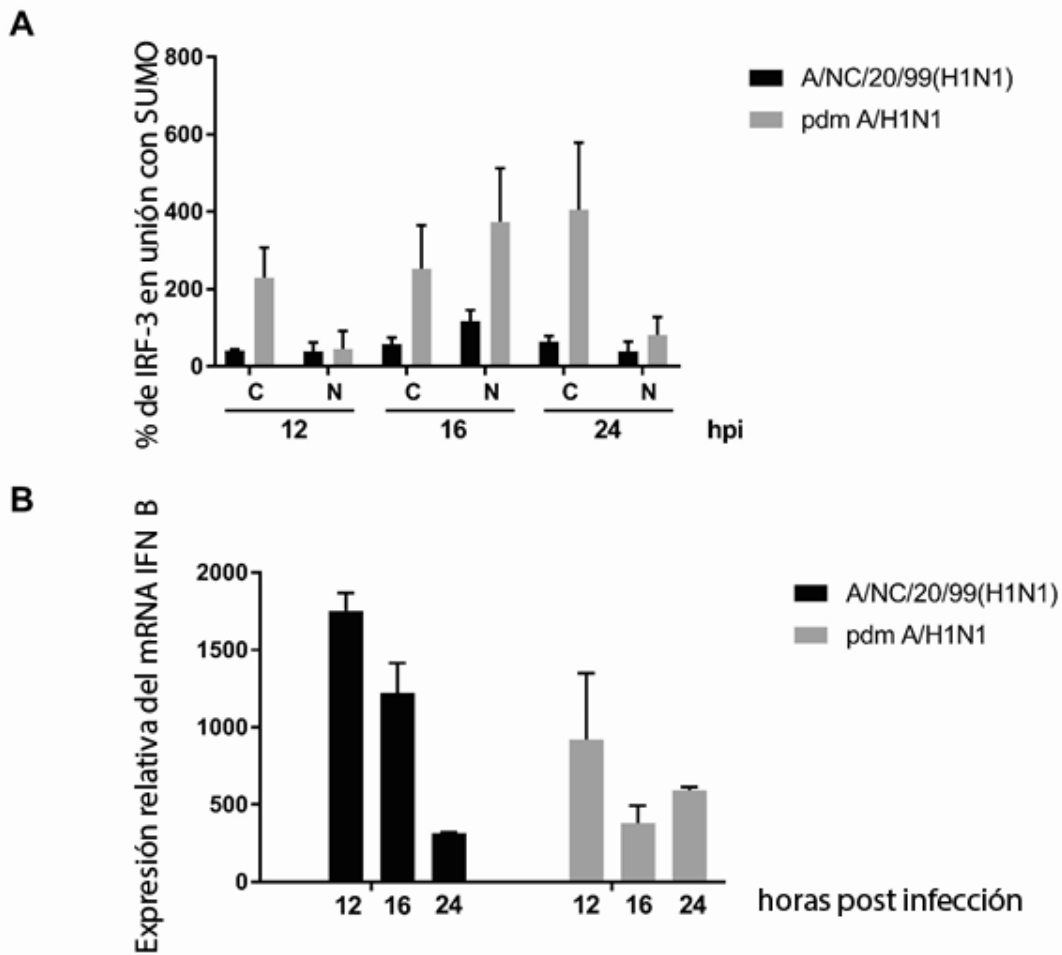 A
% de IRF-3 en unión con SUMO
800
600
400
200
0
C N C N C N
12 16 24 hpi
A/NC/20/99(H1N1)
pdm A/H1N1
B
Expresión relativa del mRNA IFN B
2000
1500
1000
500
0
12 16 24 12 16 24 horas post infección
A/NC/20/99(H1N1)
pdm A/H1N1